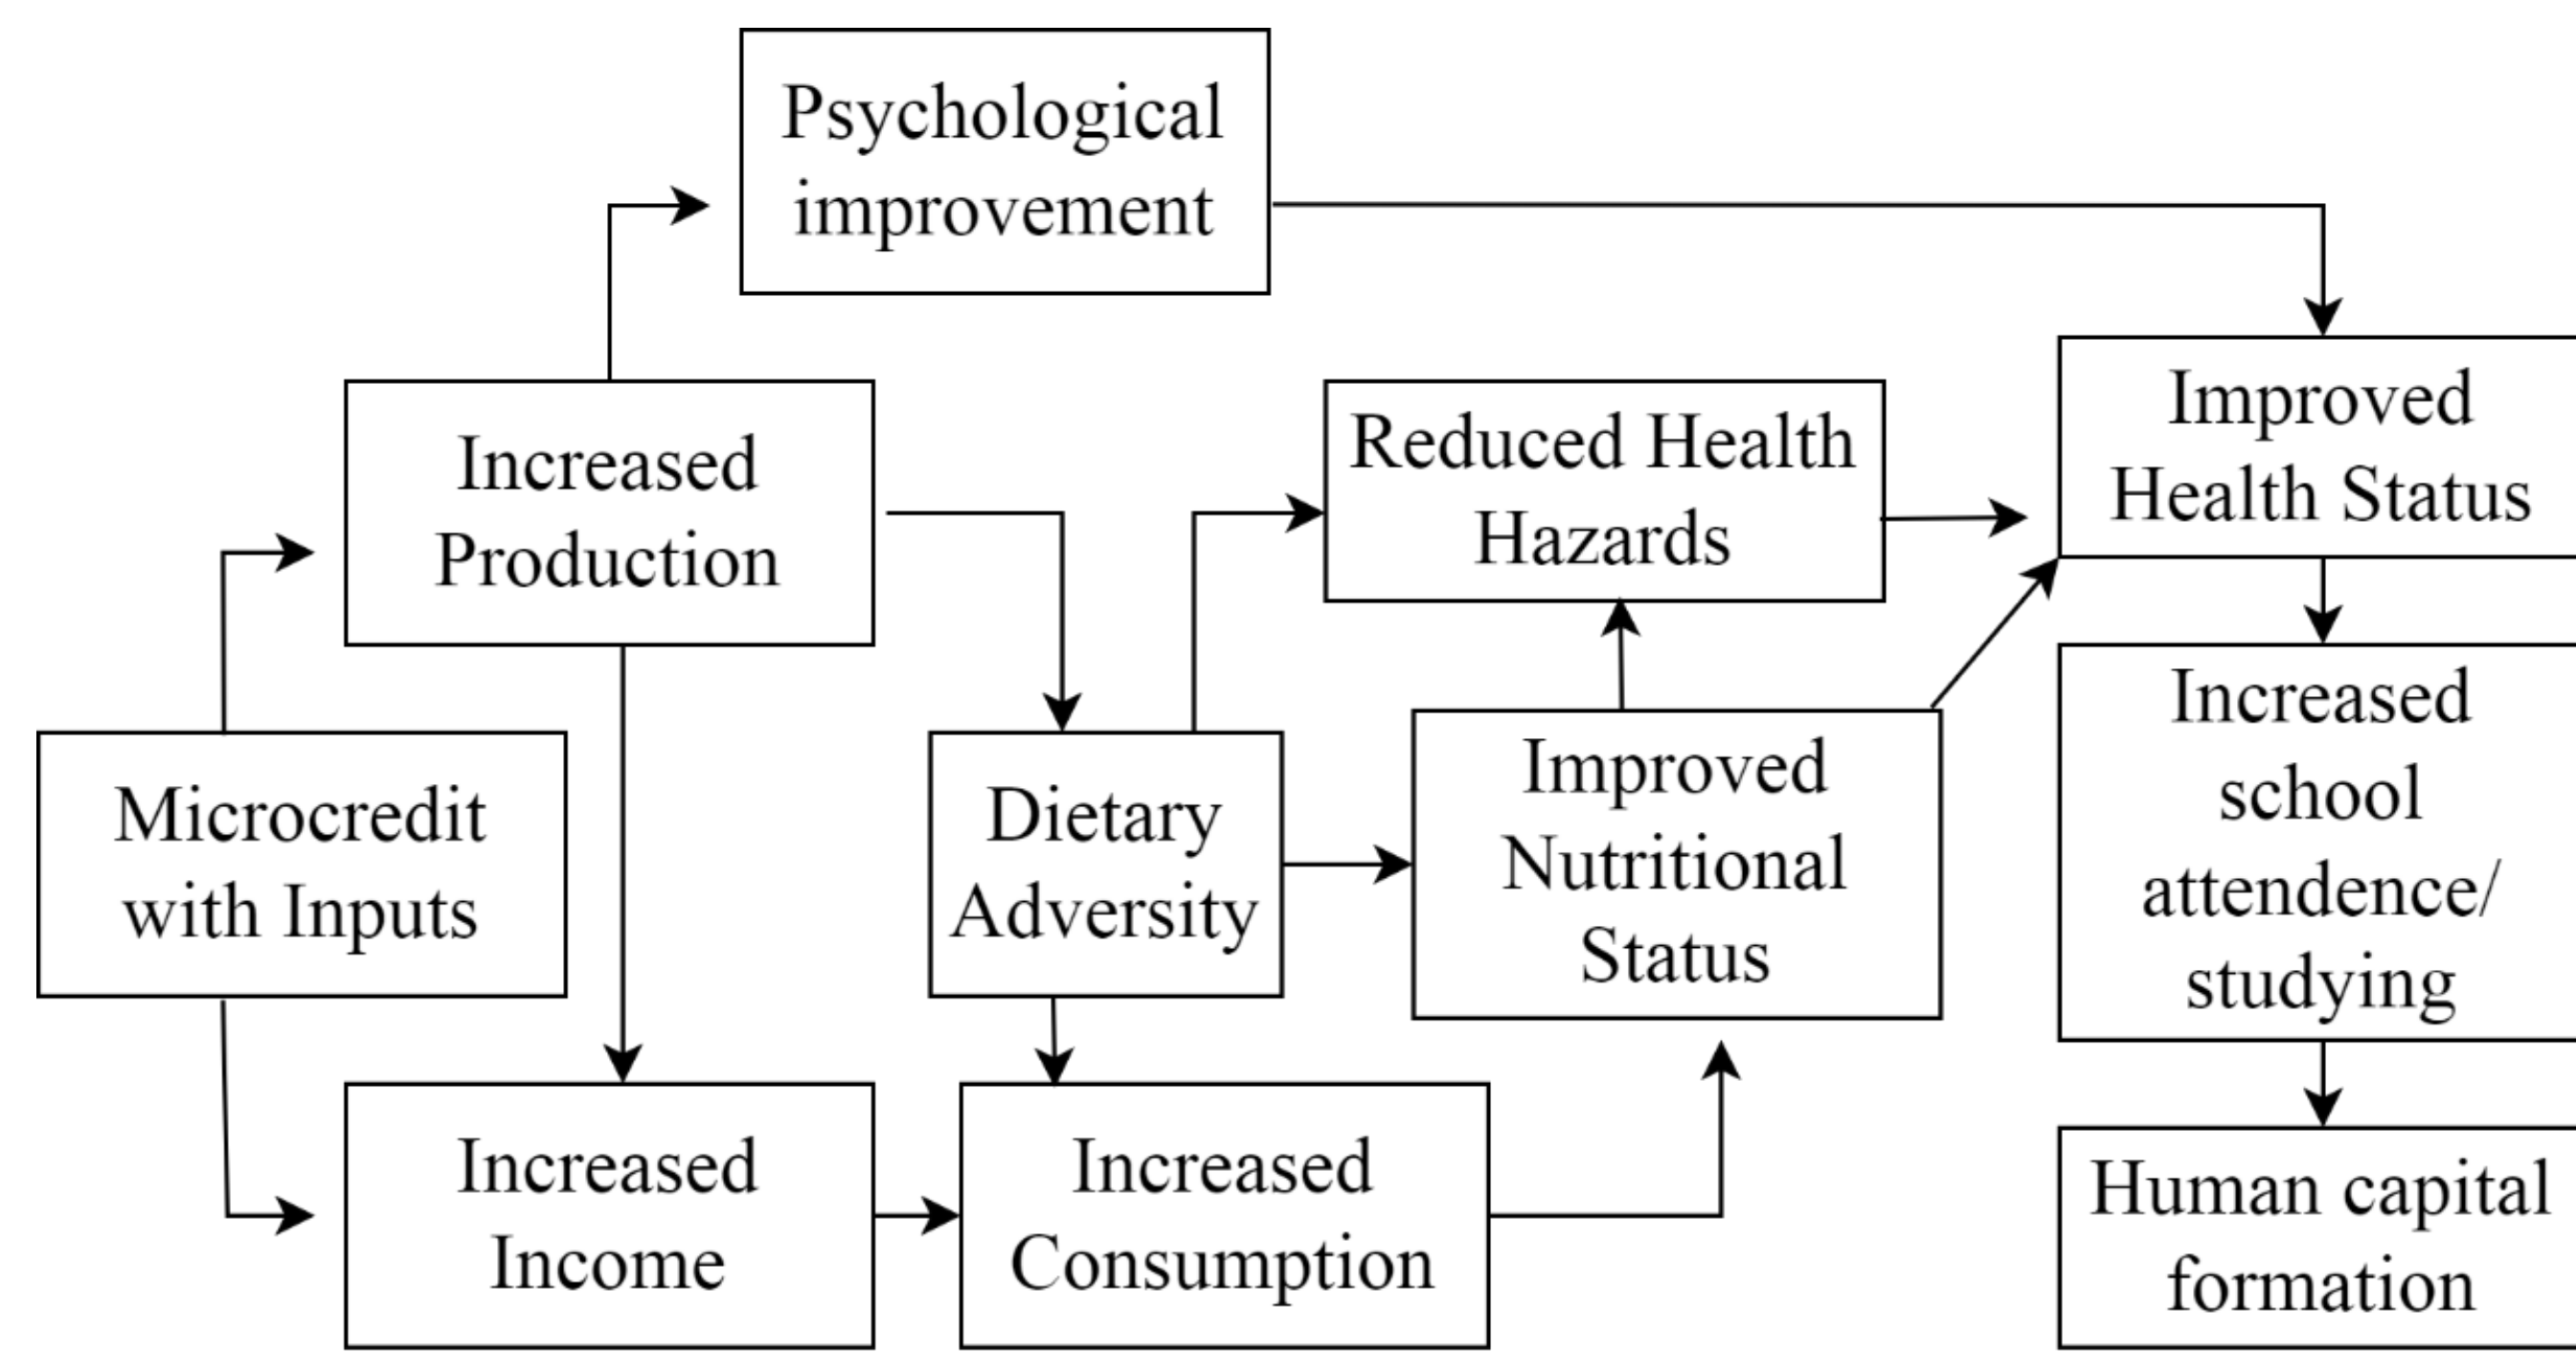 Psychological
improvement
Increased
Production
Reduced Health
Hazards
Improved
Health Status
Microcredit
with Inputs
Dietary
Adversity
Improved
Nutritional
Status
Increased
school
attendence/
studying
Increased
Income
Increased
Consumption
Human capital
formation